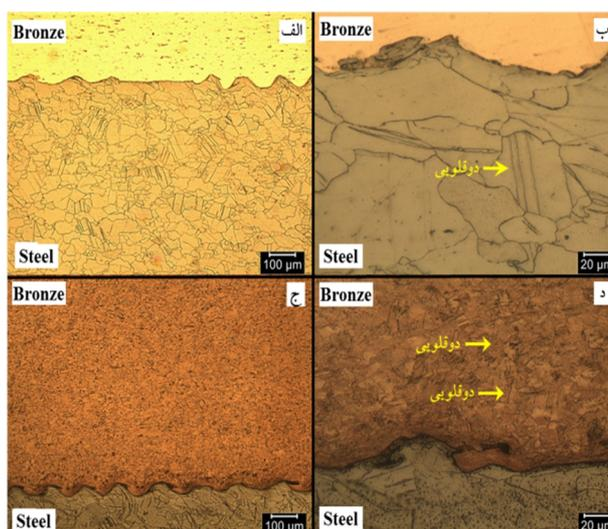 Bronze
الف
Steel
100 µm
Bronze
ب
دوقلویی
Steel
20 µm
Bronze
ج
Steel
100 µm
Bronze
د
دوقلویی
دوقلویی
Steel
20 µm